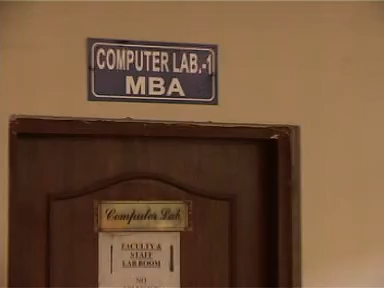 COMPUTER LAB.-1
MBA
Computer Lab
FACULTY &
STAFF
LAB ROOM
NO